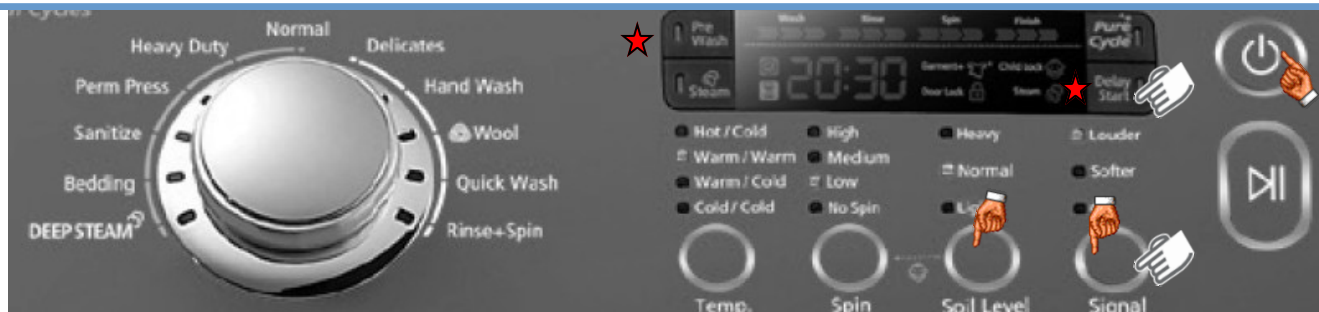 Cycles
Normal
Heavy Duty
Delicates
Perm Press
Hand Wash
Sanitize
Wool
Bedding
Quick Wash
DEEP STEAM
Rinse+Spin
Pre Wash
Steam
Wash Rinse Spin Finish
20:30
Garment+ Child Lock
Door Lock Steam
Pure Cycle
Delay Start
Hot / Cold
Warm / Warm
Warm / Cold
Cold / Cold
Temp.
High
Medium
Low
No Spin
Spin
Heavy
Normal
Soil Level
Louder
Softer
Signal